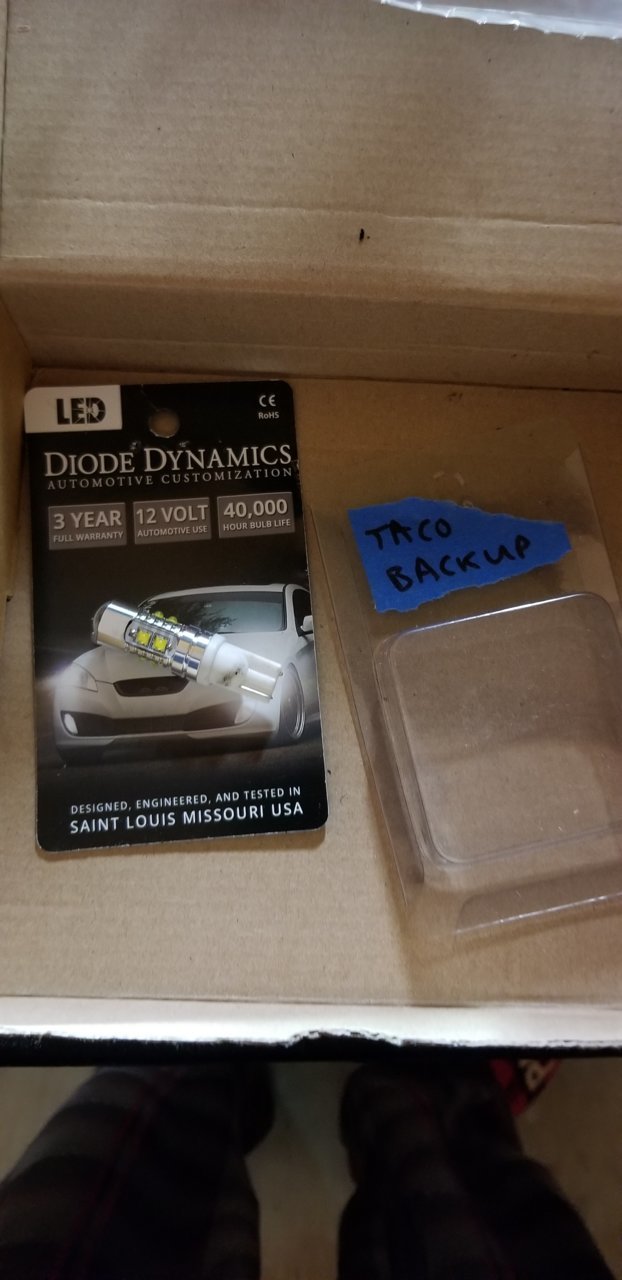 LED
CE
RoHS
DIODE DYNAMICS
AUTOMOTIVE CUSTOMIZATION
3 YEAR
FULL WARRANTY
12 VOLT
AUTOMOTIVE USE
40,000
HOUR BULB LIFE
DESIGNED, ENGINEERED, AND TESTED IN
SAINT LOUIS MISSOURI USA
TACO
BACKUP